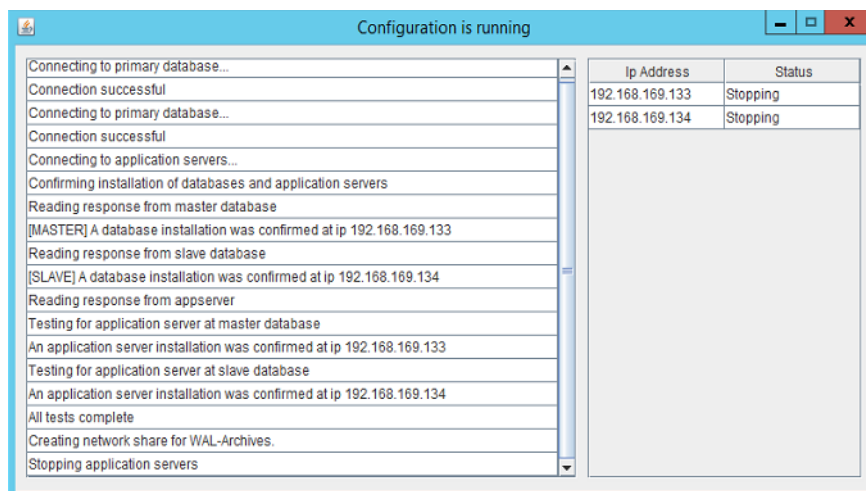 Configuration is running
Connecting to primary database...
Connection successful
Connecting to primary database...
Connection successful
Connecting to application servers...
Confirming installation of databases and application servers
Reading response from master database
[MASTER] A database installation was confirmed at ip 192.168.169.133
Reading response from slave database
[SLAVE] A database installation was confirmed at ip 192.168.169.134
Reading response from appserver
Testing for application server at master database
An application server installation was confirmed at ip 192.168.169.133
Testing for application server at slave database
An application server installation was confirmed at ip 192.168.169.134
All tests complete
Creating network share for WAL-Archives.
Stopping application servers
Ip Address Status
192.168.169.133 Stopping
192.168.169.134 Stopping